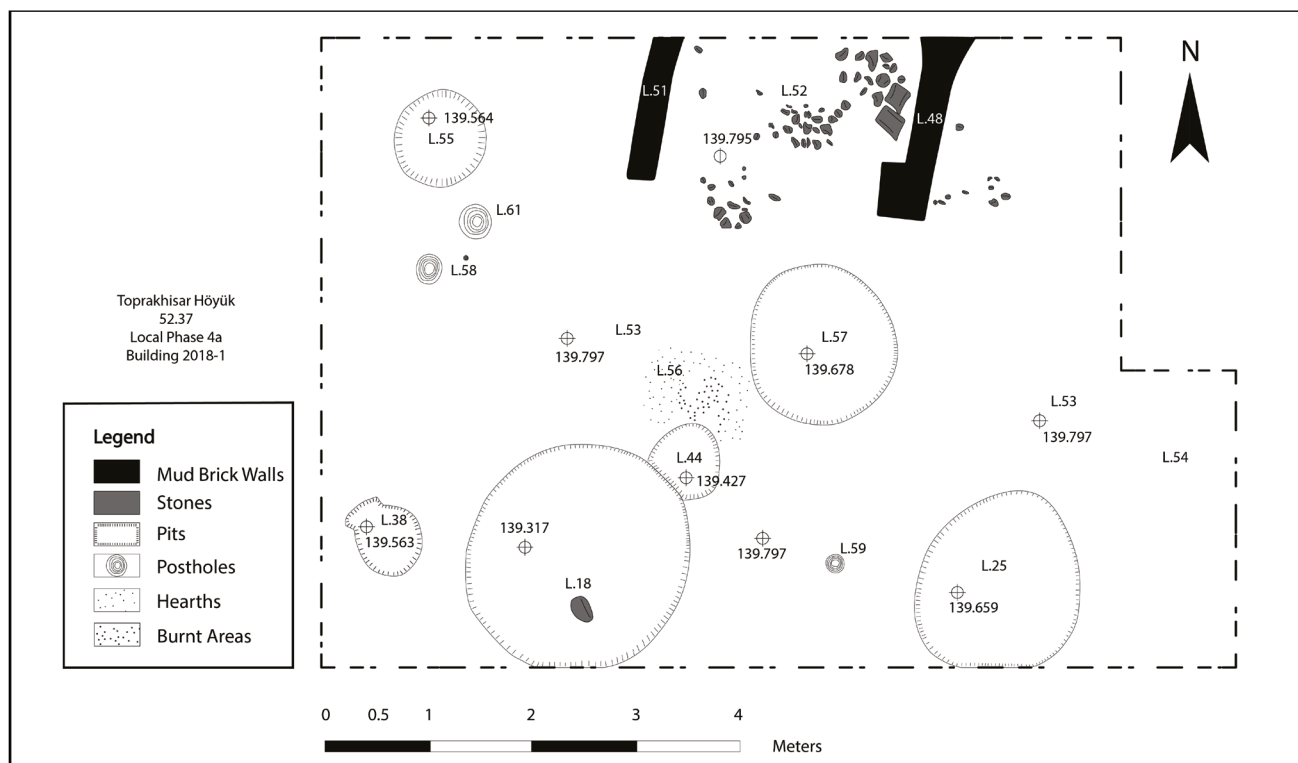 N
L.51
L.52
L.48
139.564
L.55
139.795
L.61
L.58
Toprakhisar Höyük
52.37
Local Phase 4a
Building 2018-1
L.53
139.797
L.57
139.678
L.56
L.53
139.797
L.54
Legend
Mud Brick Walls
Stones
Pits
Postholes
Hearths
Burnt Areas
L.44
139.427
L.38
139.563
139.317
L.18
139.797
L.59
L.25
139.659
0 0.5 1 2 3 4
Meters